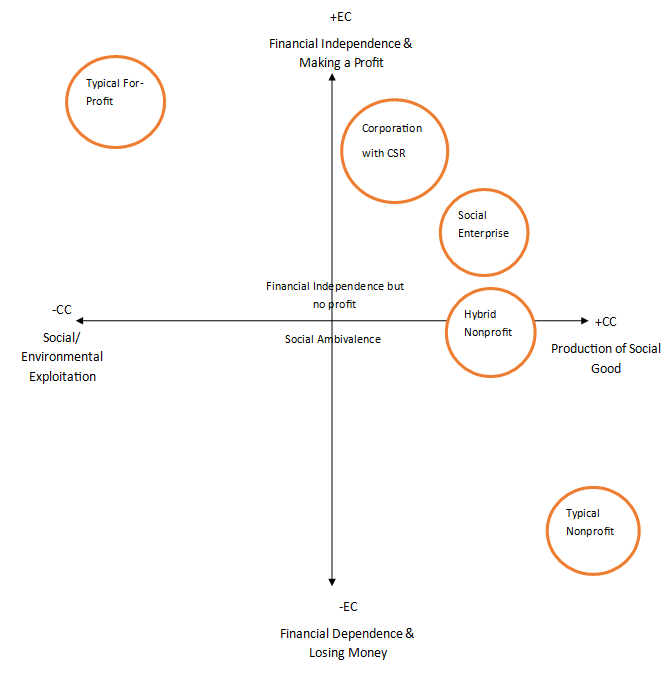 +EC
Financial Independence &
Making a Profit
Typical For-
Profit
Corporation
with CSR
Social
Enterprise
Financial Independence but
no profit
-CC
Social/
Environmental
Exploitation
Social Ambivalence
Hybrid
Nonprofit
+CC
Production of Social
Good
Typical
Nonprofit
-EC
Financial Dependence &
Losing Money